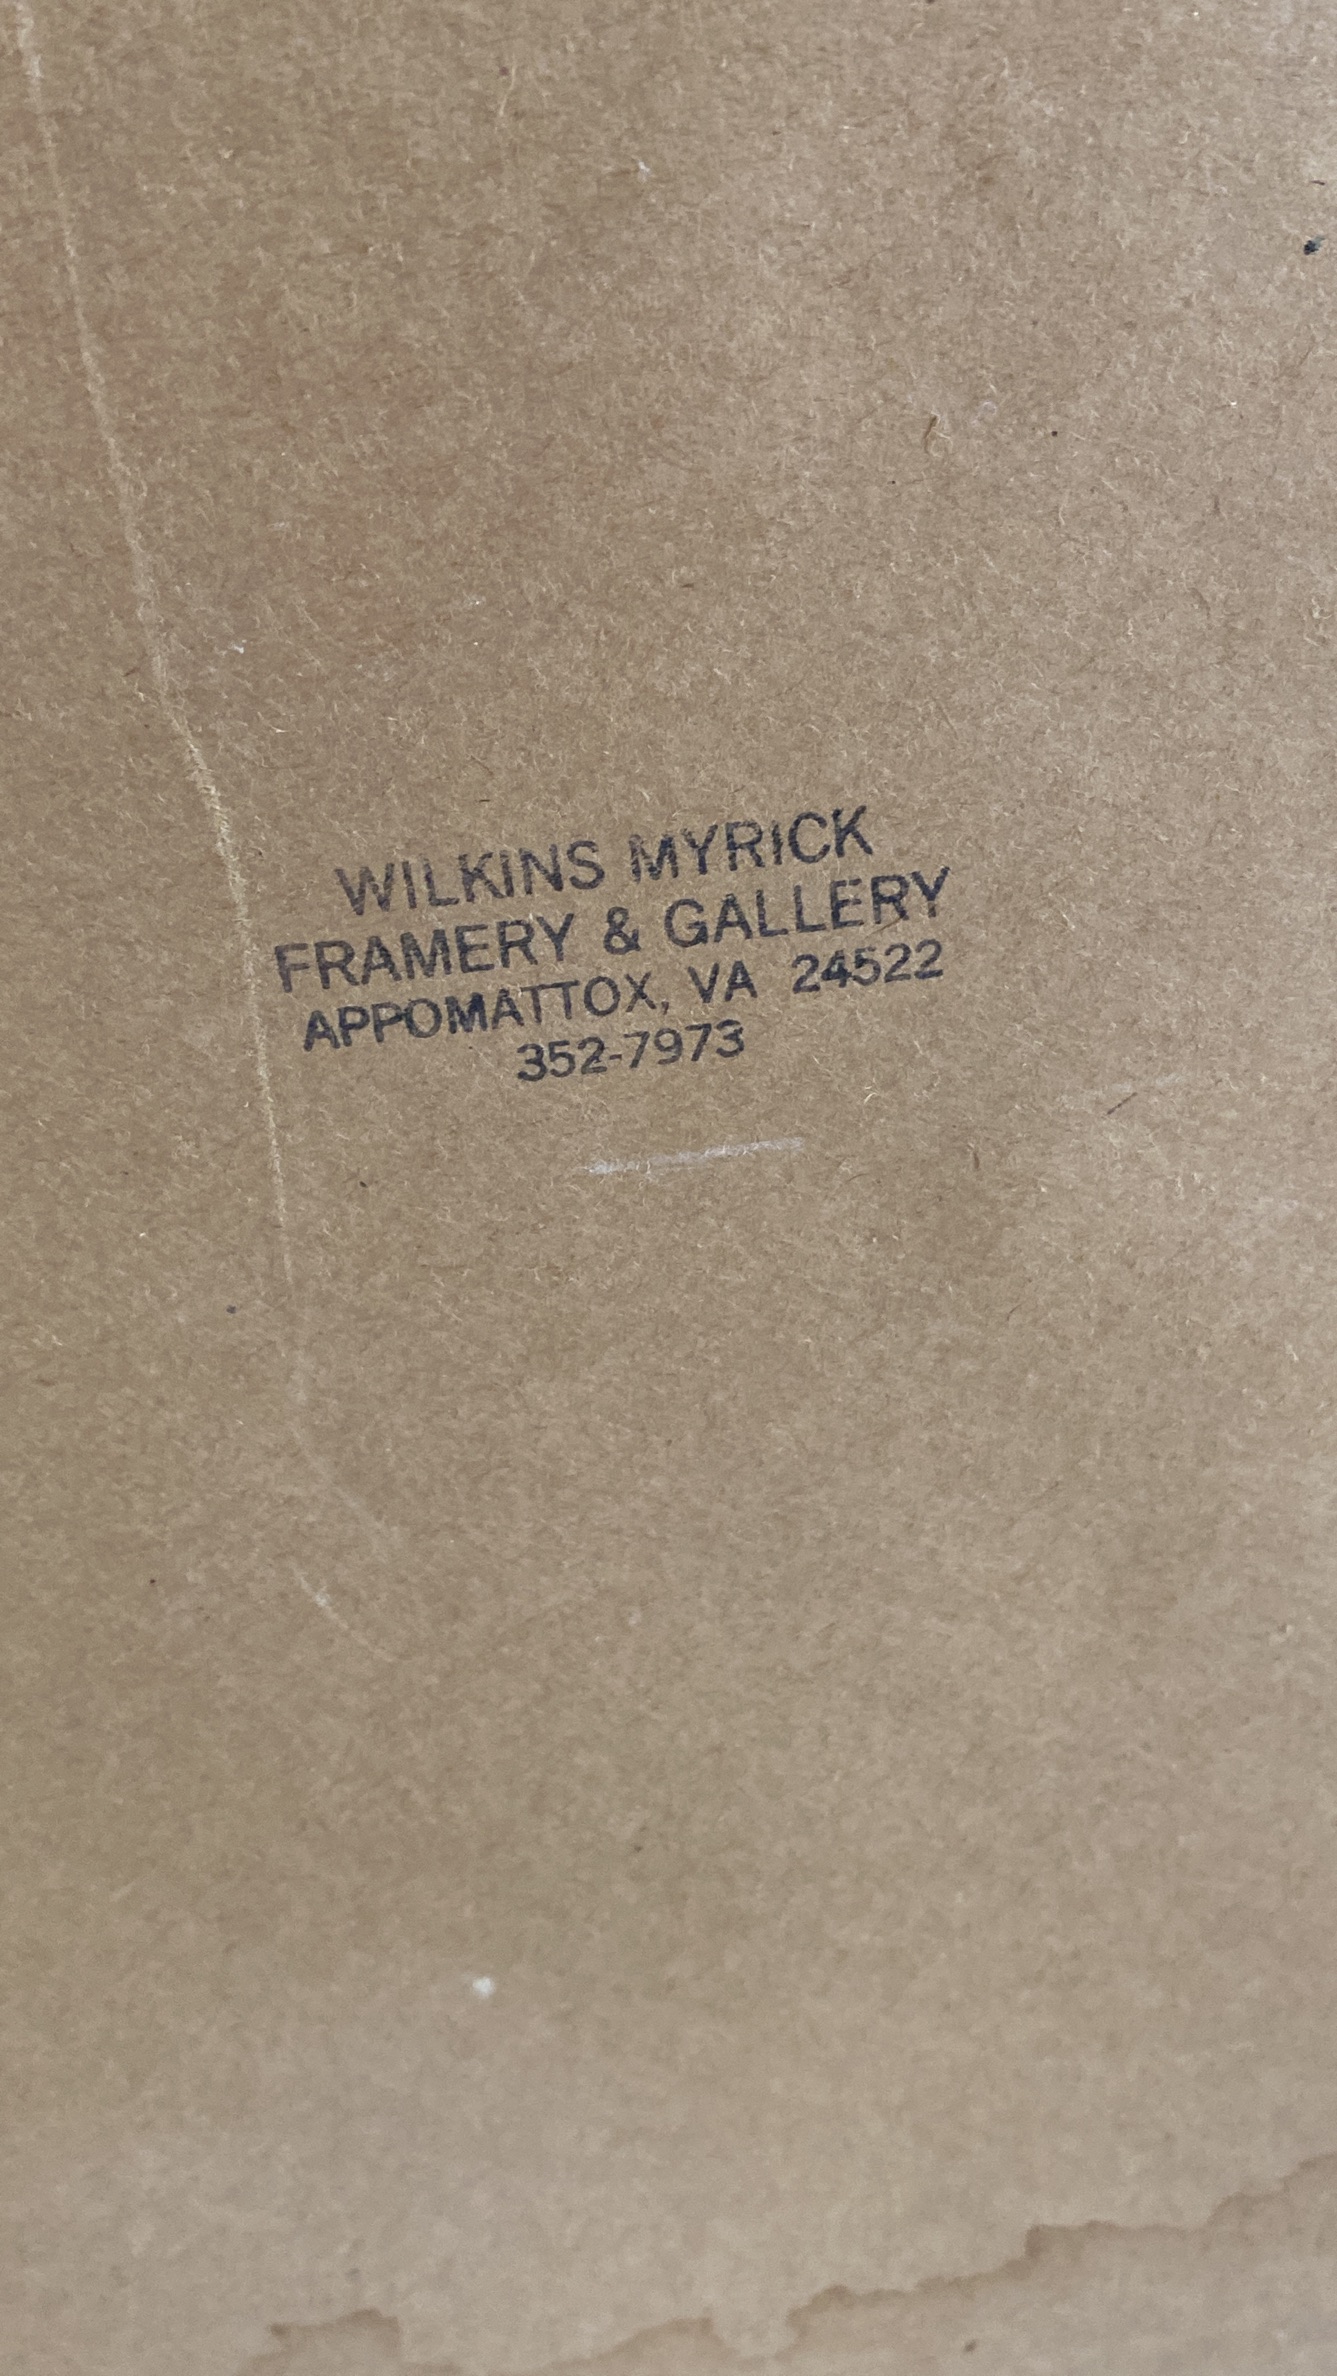 WILKINS MYRICK
FRAMERY & GALLERY
APPOMATTOX, VA 24522
352-7973